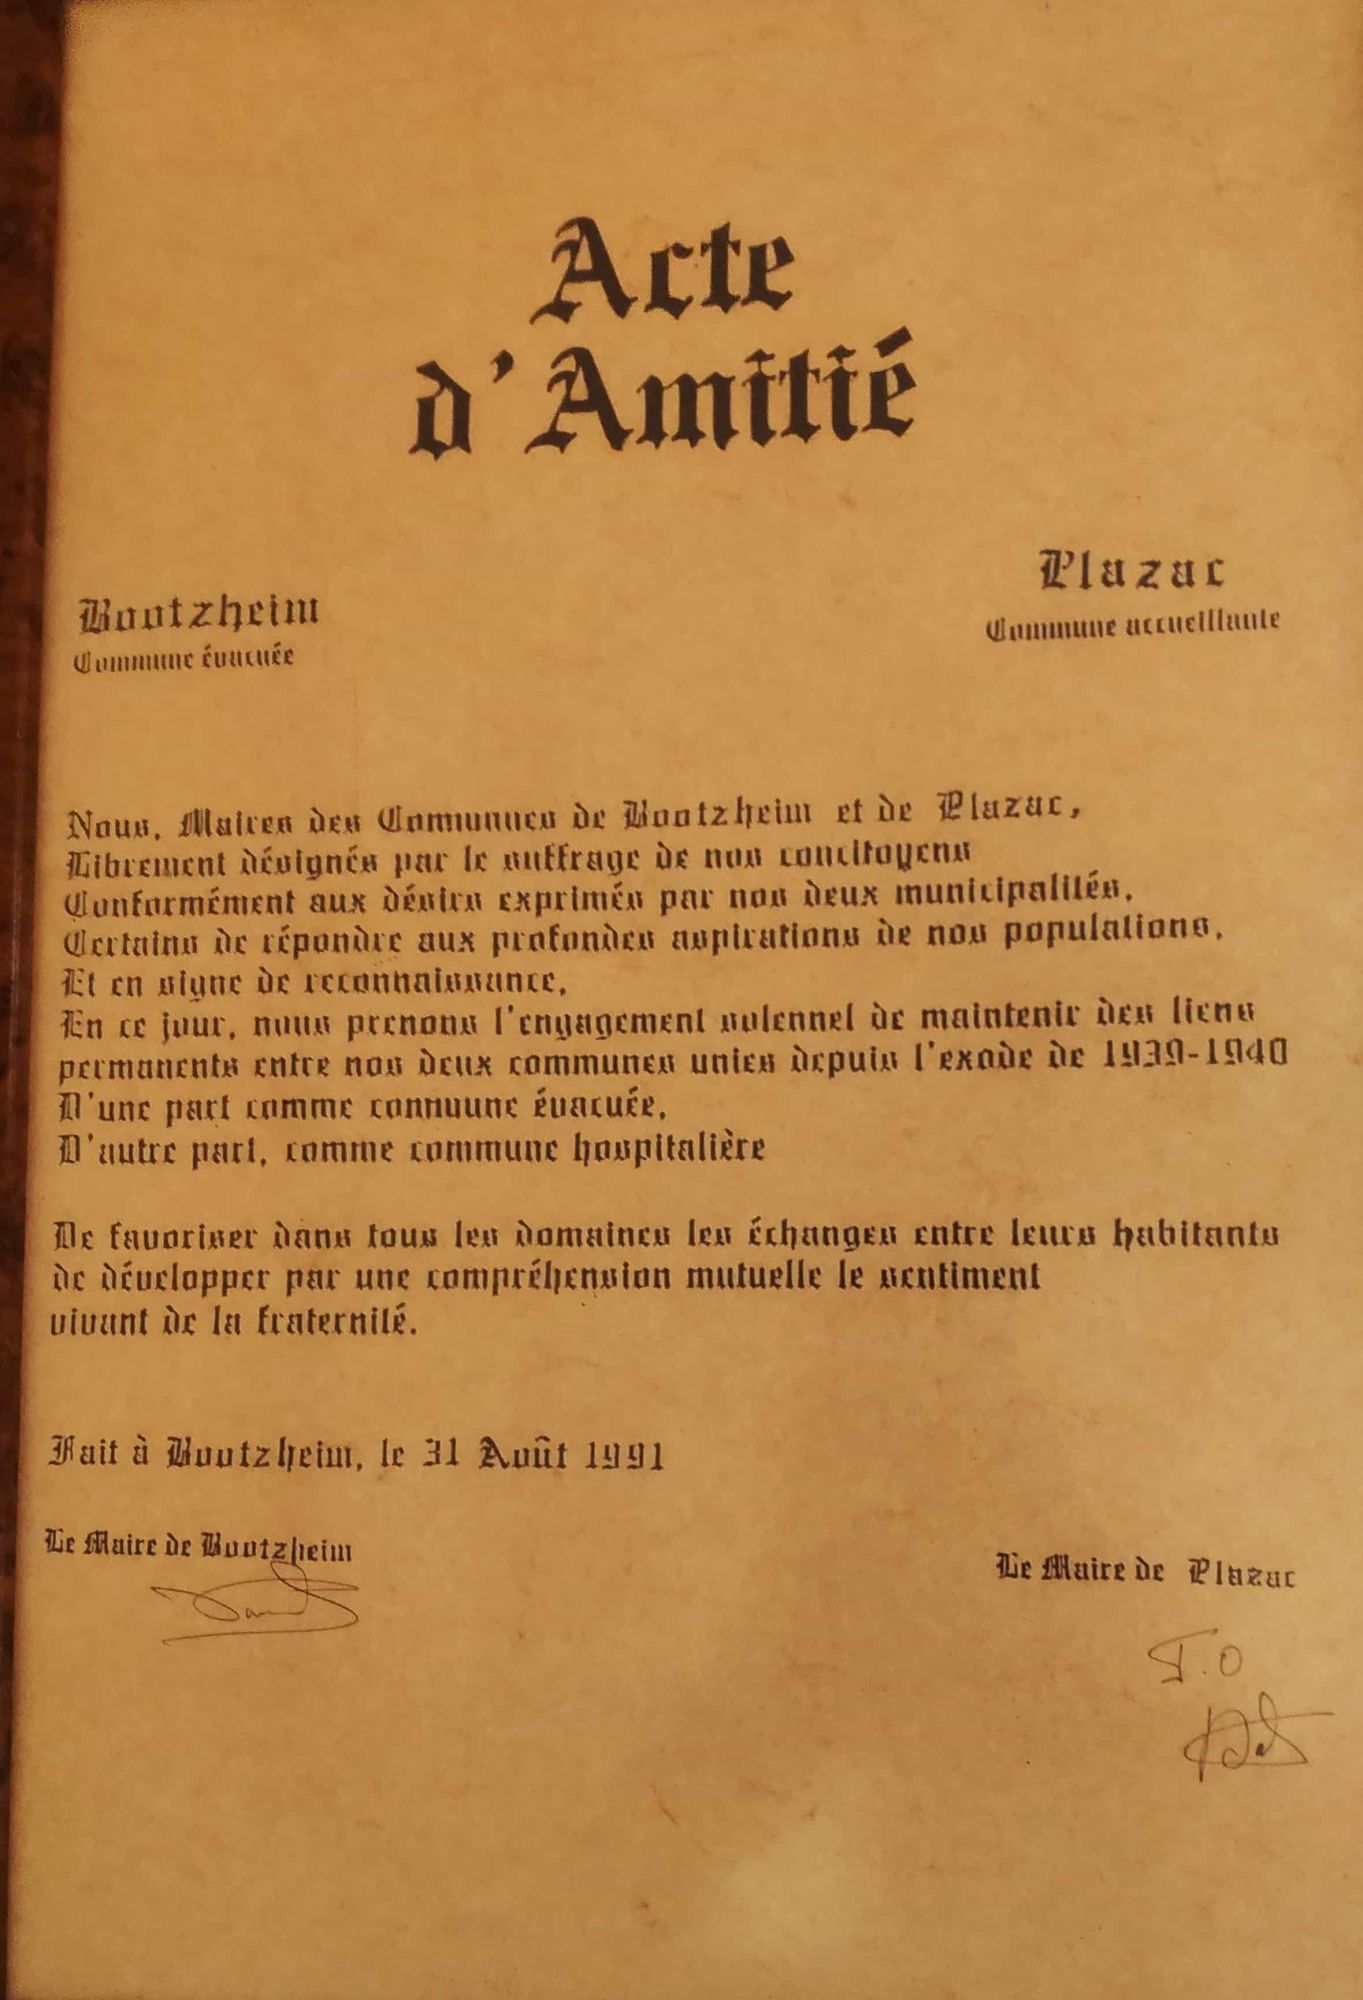 Acte
d'Amitié
Bootzheim
Commune évacuée
Plazac
Commune accueillante
Nous, Maires des Communes de Bootzheim et de Plazac,
Librement désignés par le suffrage de nos concitoyens
Conformément aux désirs exprimés par nos deux municipalités,
Certains de répondre aux profondes aspirations de nos populations,
Et en signe de reconnaissance,
En ce jour, nous prenons l'engagement solennel de maintenir des liens
permanents entre nos deux communes unies depuis l'exode de 1939-1940
D'une part comme commune évacuée,
D'autre part, comme commune hospitalière
De favoriser dans tous les domaines les échanges entre leurs habitants
de développer par une compréhension mutuelle le sentiment
vivant de la fraternité.
Fait à Bootzheim, le 31 Août 1991
Le Maire de Bootzheim
Le Maire de Plazac